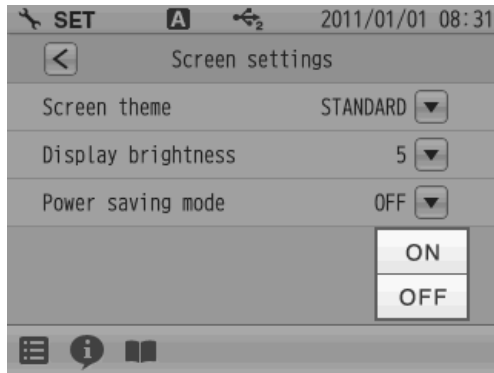 SET A 2 2011/01/01 08:31
Screen settings
Screen theme STANDARD
Display brightness 5
Power saving mode OFF
ON
OFF